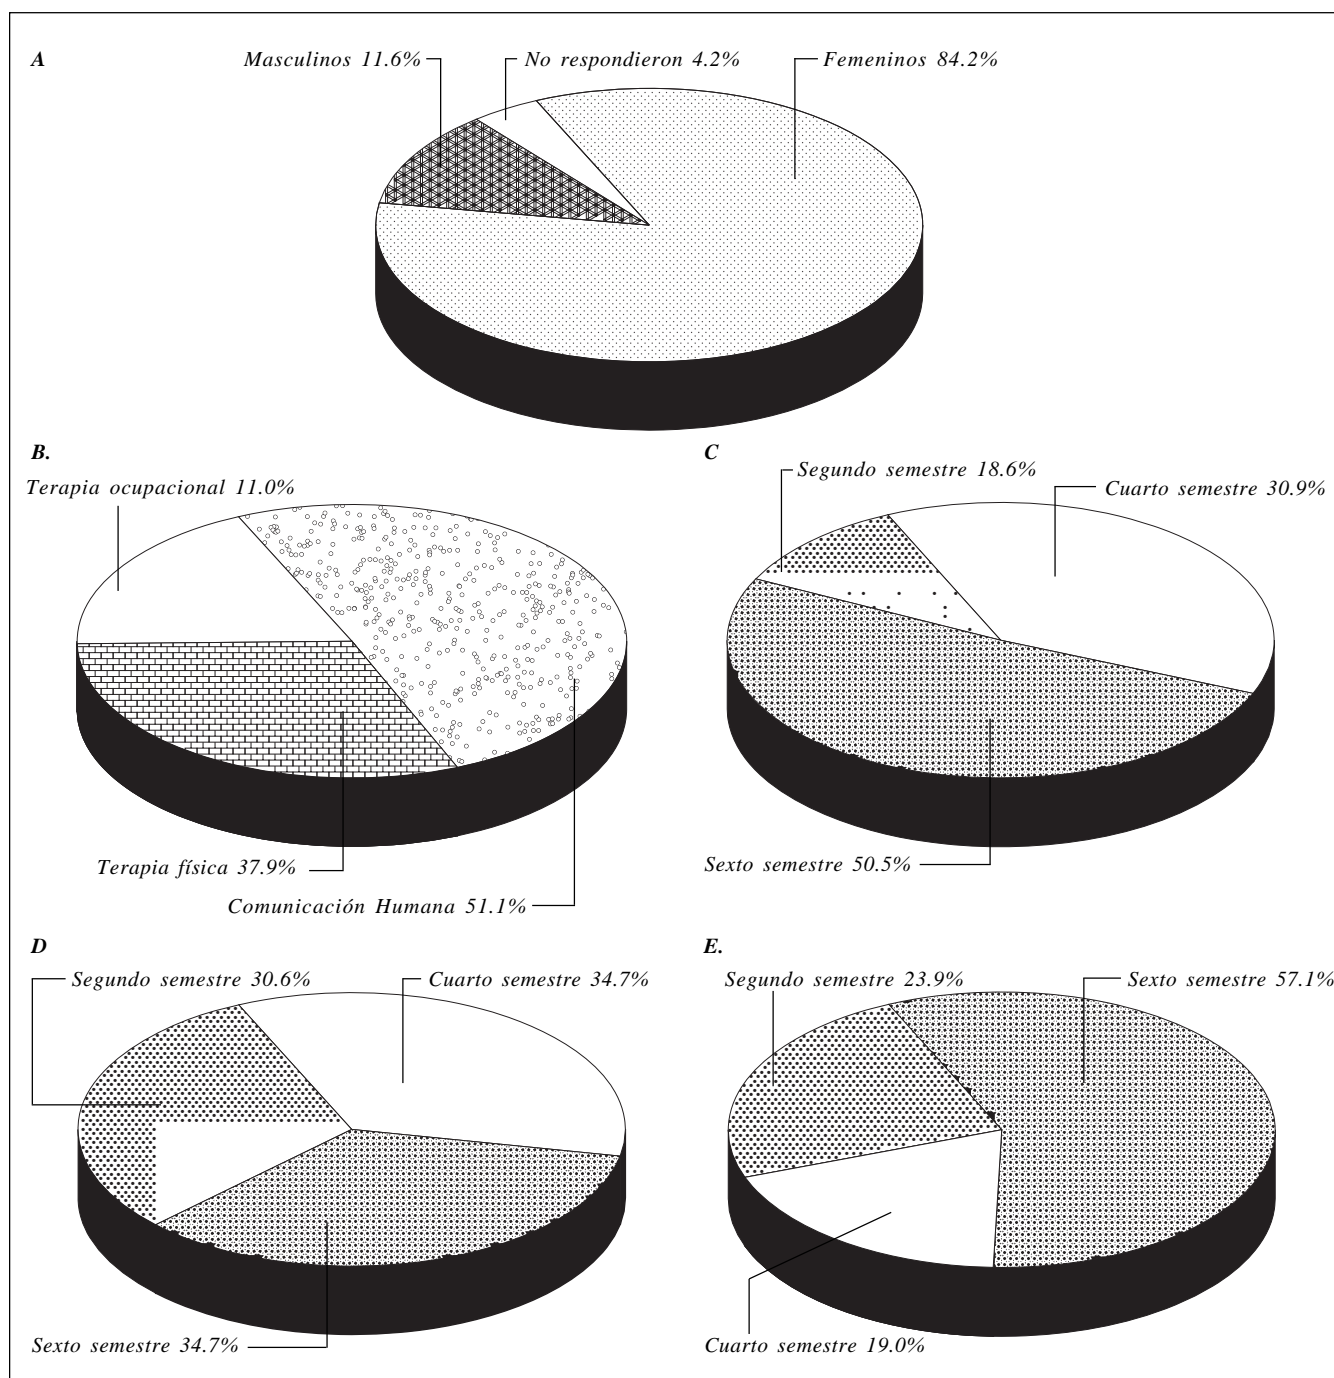 A
Masculinos 11.6%
No respondieron 4.2%
Femeninos 84.2%
B.
Terapia ocupacional 11.0%
Terapia física 37.9%
Comunicación Humana 51.1%
C
Segundo semestre 18.6%
Cuarto semestre 30.9%
Sexto semestre 50.5%
D
Segundo semestre 30.6%
Cuarto semestre 34.7%
Sexto semestre 34.7%
E.
Segundo semestre 23.9%
Sexto semestre 57.1%
Cuarto semestre 19.0%